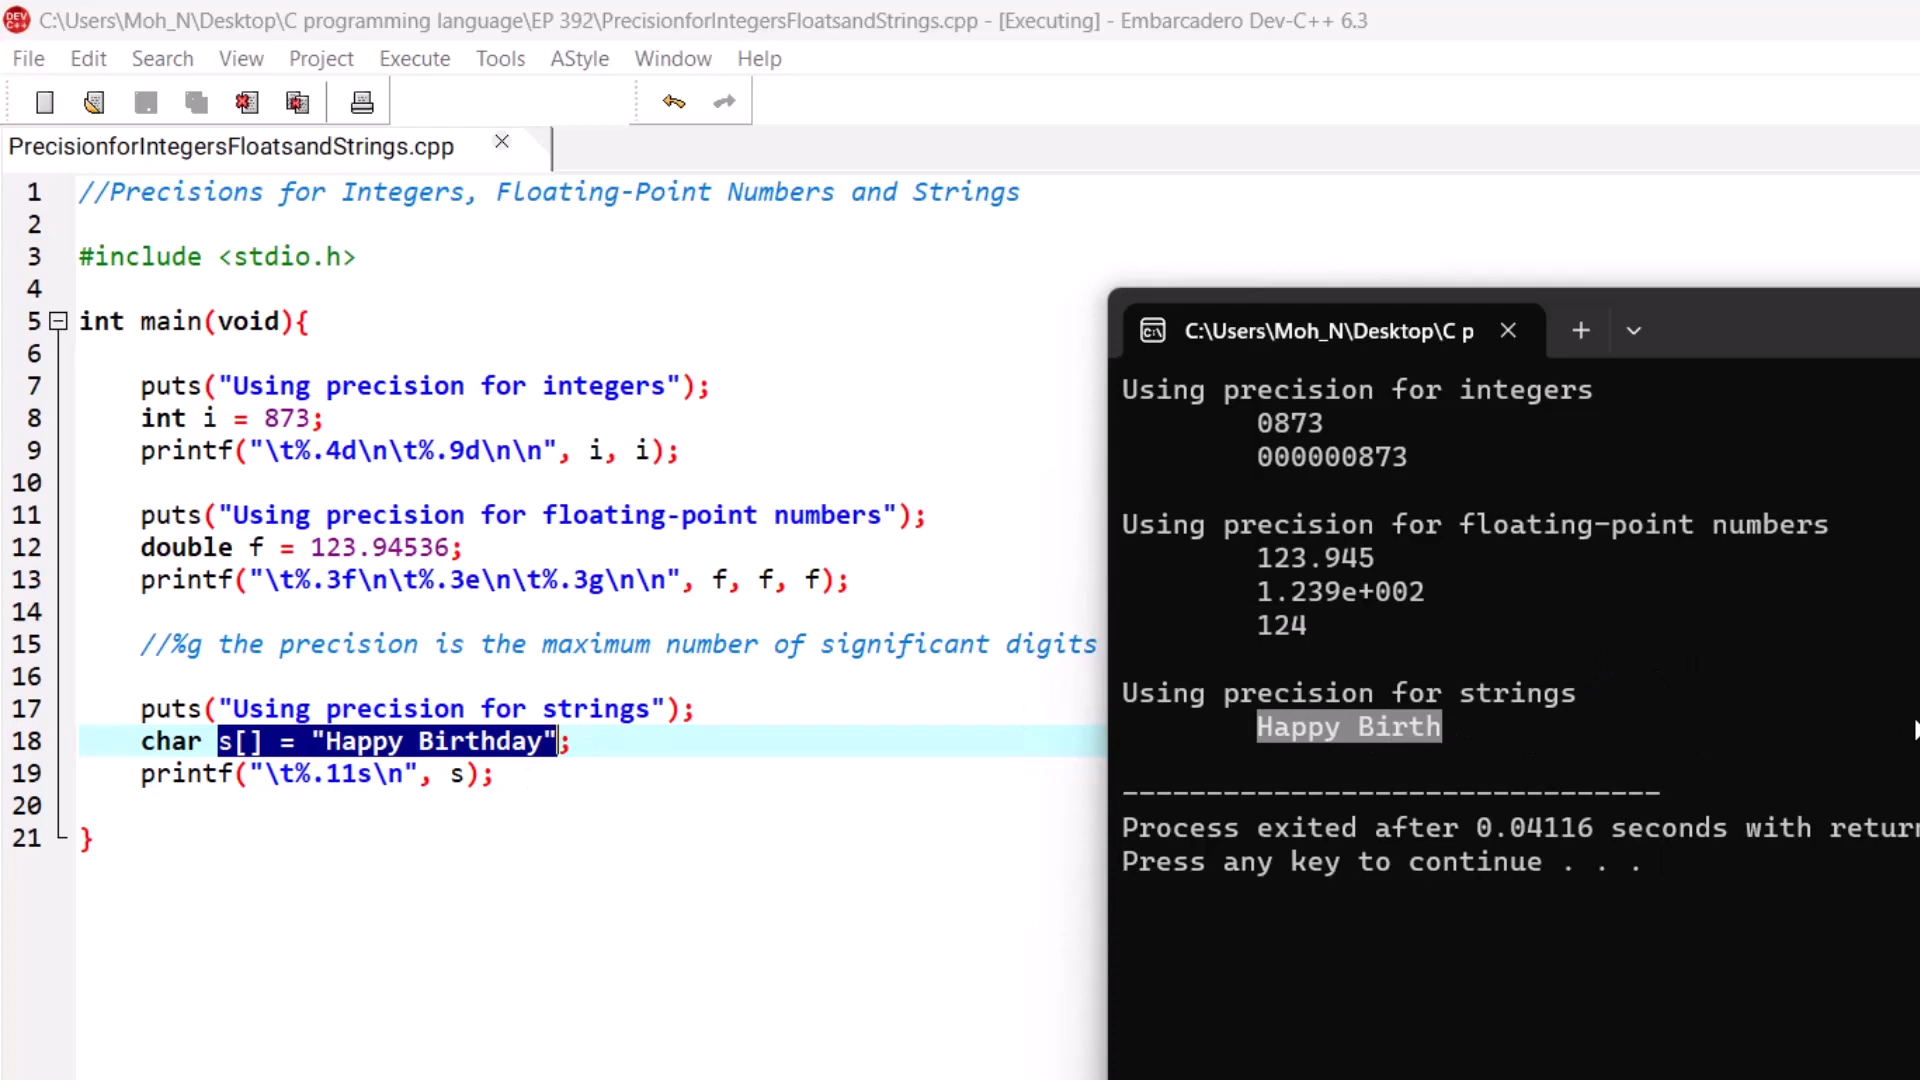 C:\Users\Moh_N\Desktop\C programming language\EP 392\PrecisionforIntegersFloatsandStrings.cpp - [Executing] - Embarcadero Dev-C++ 6.3
File Edit Search View Project Execute Tools AStyle Window Help
PrecisionforIntegersFloatsandStrings.cpp
1 //Precisions for Integers, Floating-Point Numbers and Strings
2
3 #include <stdio.h>
4
5 int main(void){
6
7 puts("Using precision for integers");
8 int i = 873;
9 printf("\t%.4d\n\t%.9d\n\n", i, i);
10
11 puts("Using precision for floating-point numbers");
12 double f = 123.94536;
13 printf("\t%.3f\n\t%.3e\n\t%.3g\n\n", f, f, f);
14
15 //%g the precision is the maximum number of significant digits
16
17 puts("Using precision for strings");
18 char s[] = "Happy Birthday";
19 printf("\t%.11s\n", s);
20
21 }
C:\Users\Moh_N\Desktop\C p
Using precision for integers
0873
000000873
Using precision for floating-point numbers
123.945
1.239e+002
124
Using precision for strings
Happy Birth
--------------------------------
Process exited after 0.04116 seconds with return
Press any key to continue . . .